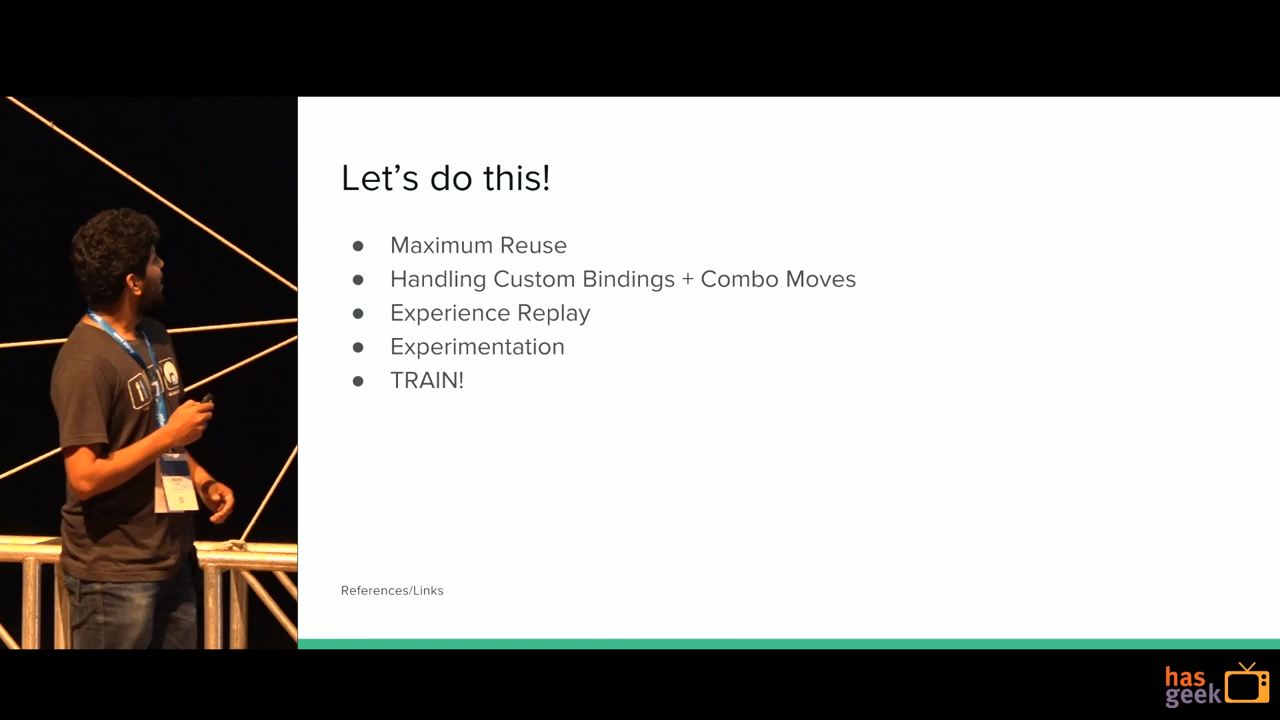 Let's do this!
● Maximum Reuse
● Handling Custom Bindings + Combo Moves
● Experience Replay
● Experimentation
● TRAIN!
References/Links
has
geek